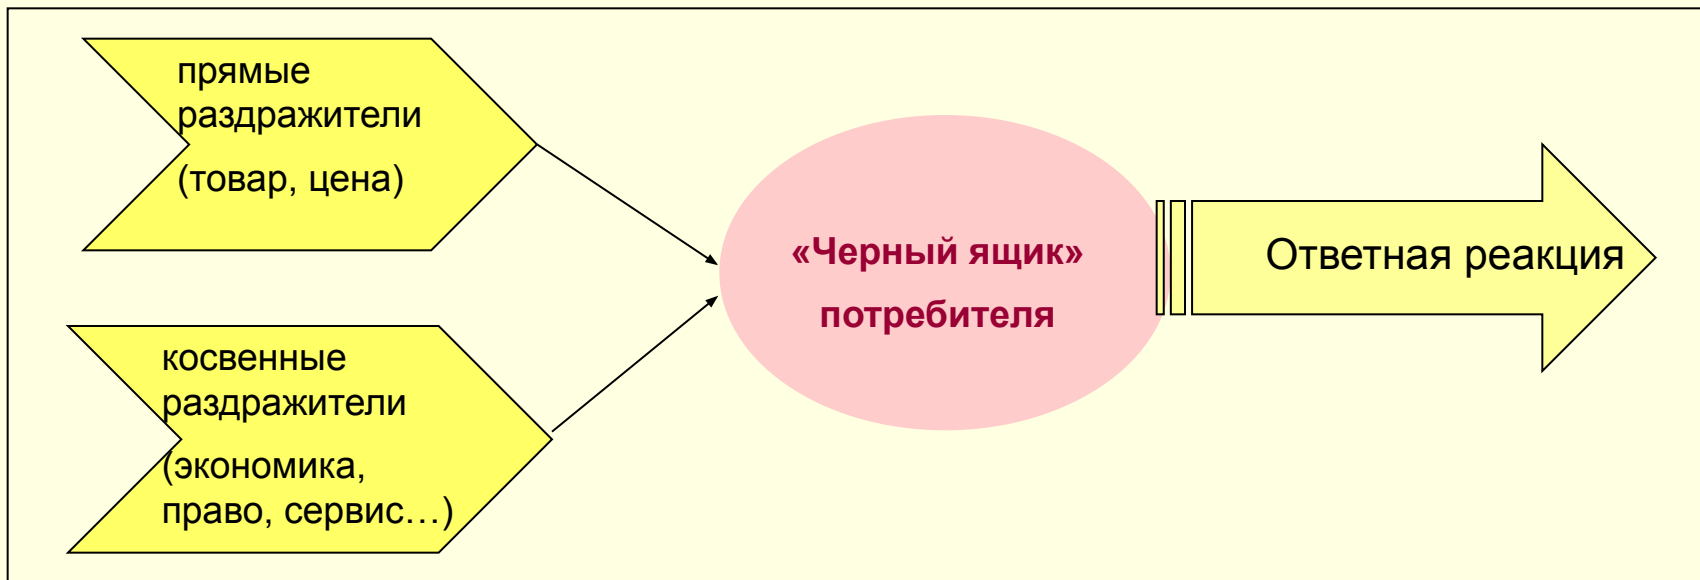 прямые
раздражители
(товар, цена)
«Черный ящик»
потребителя
Ответная реакция
косвенные
раздражители
(экономика,
право, сервис…)